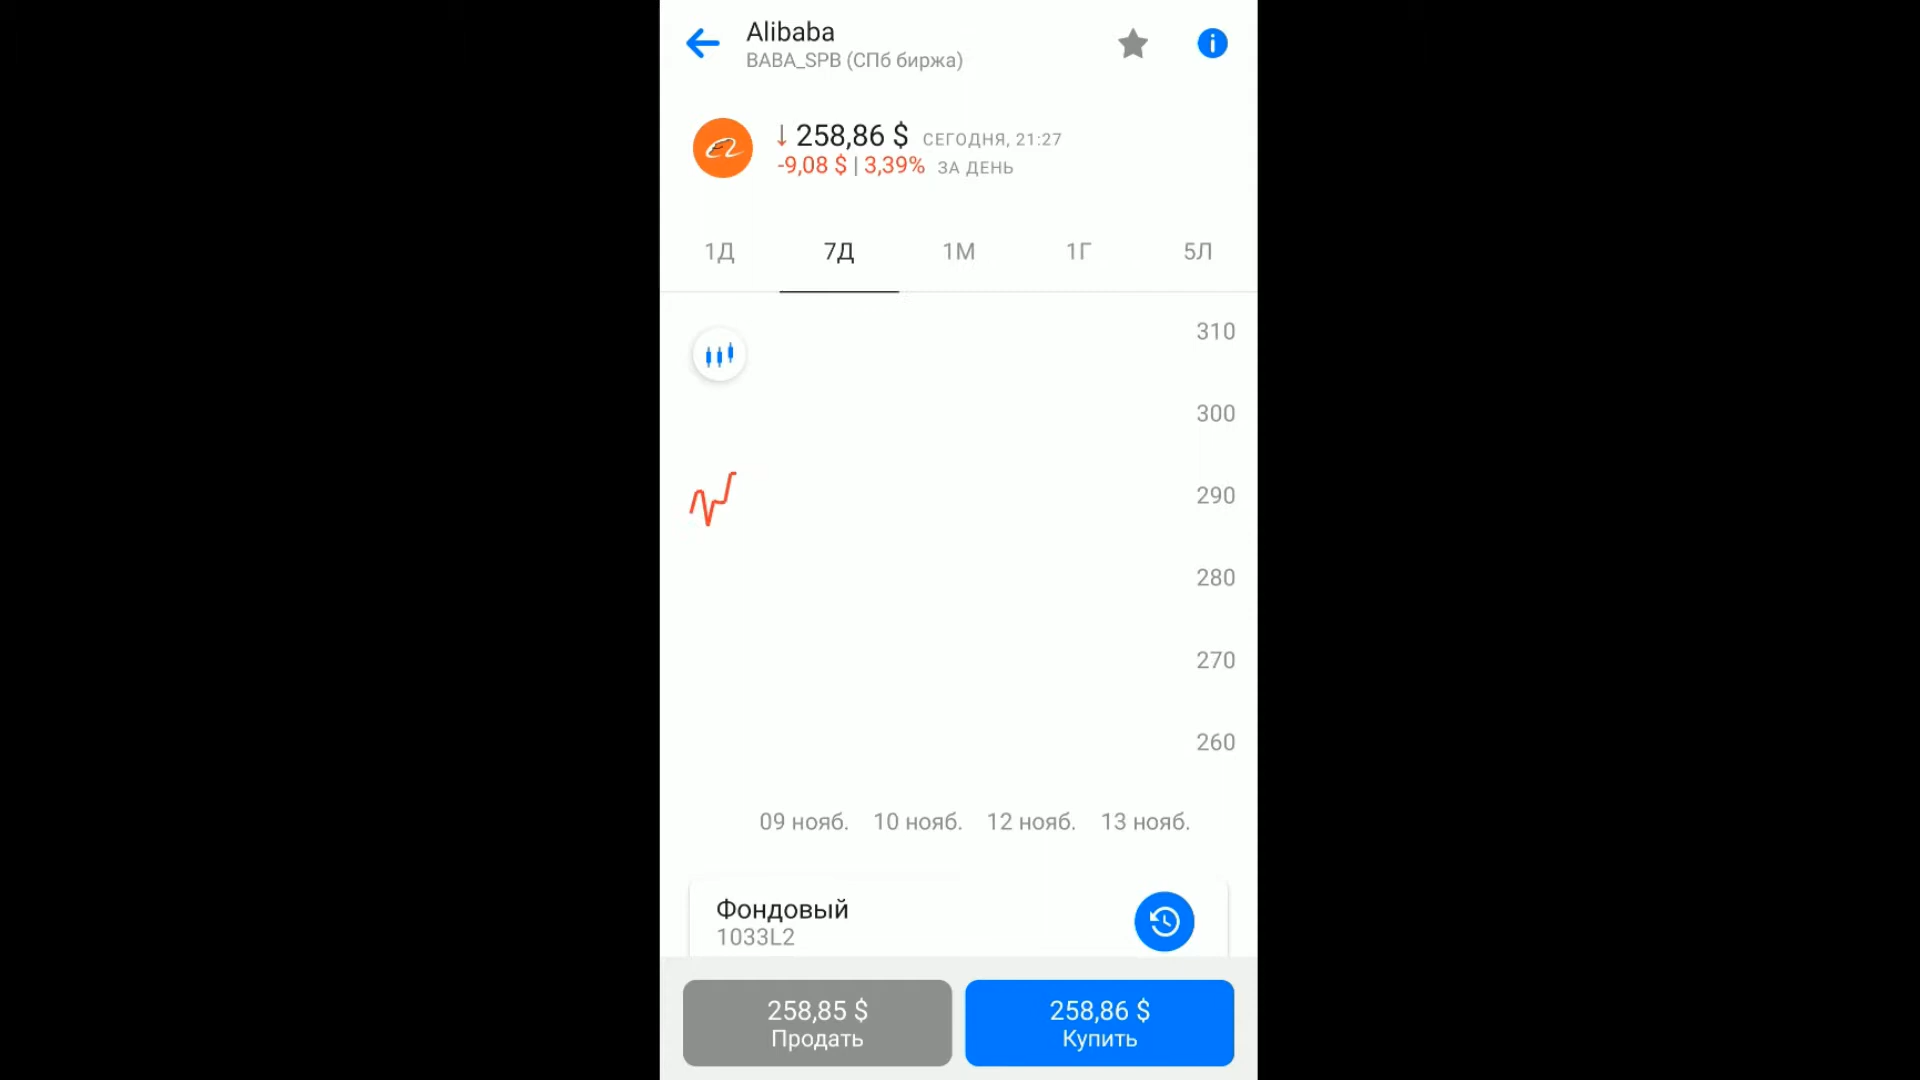 Alibaba
BABA_SPB (СПб биржа)
↓ 258,86 $ СЕГОДНЯ, 21:27
-9,08 $ | 3,39% ЗА ДЕНЬ
1Д 7Д 1М 1Г 5Л
310
300
290
280
270
260
09 нояб. 10 нояб. 12 нояб. 13 нояб.
Фондовый
1033L2
258,85 $
Продать
258,86 $
Купить